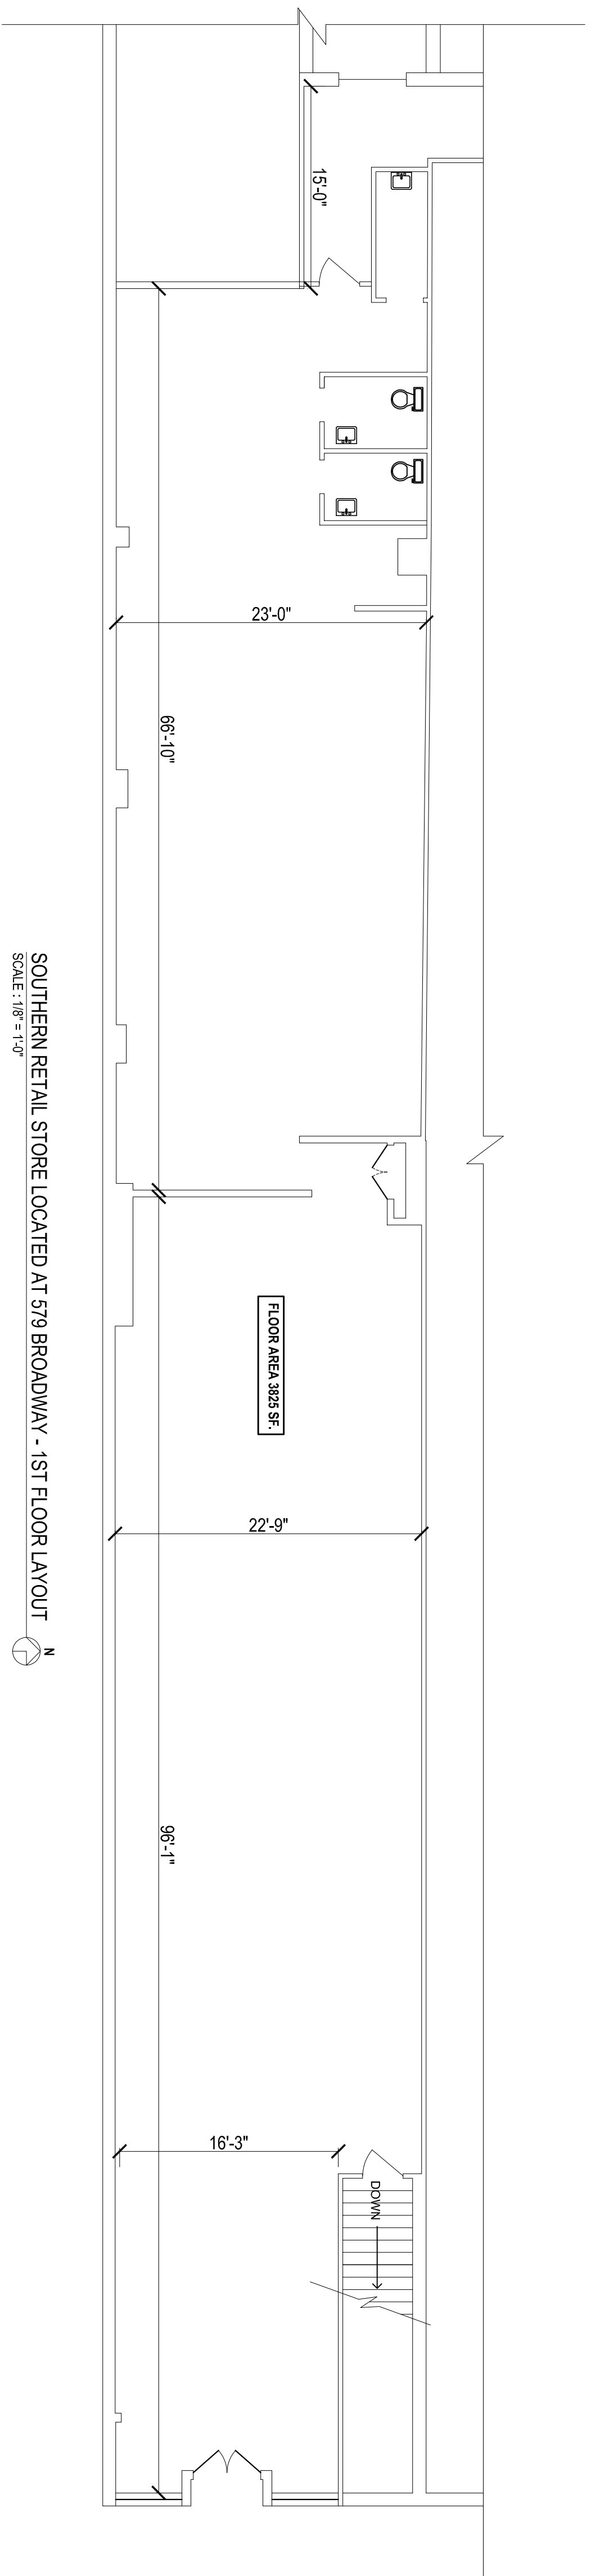 15'-0"
23'-0"
66'-10"
FLOOR AREA 3825 SF.
22'-9"
96'-1"
16'-3"
DOWN
SOUTHERN RETAIL STORE LOCATED AT 579 BROADWAY - 1ST FLOOR LAYOUT
SCALE : 1/8" = 1'-0"
N